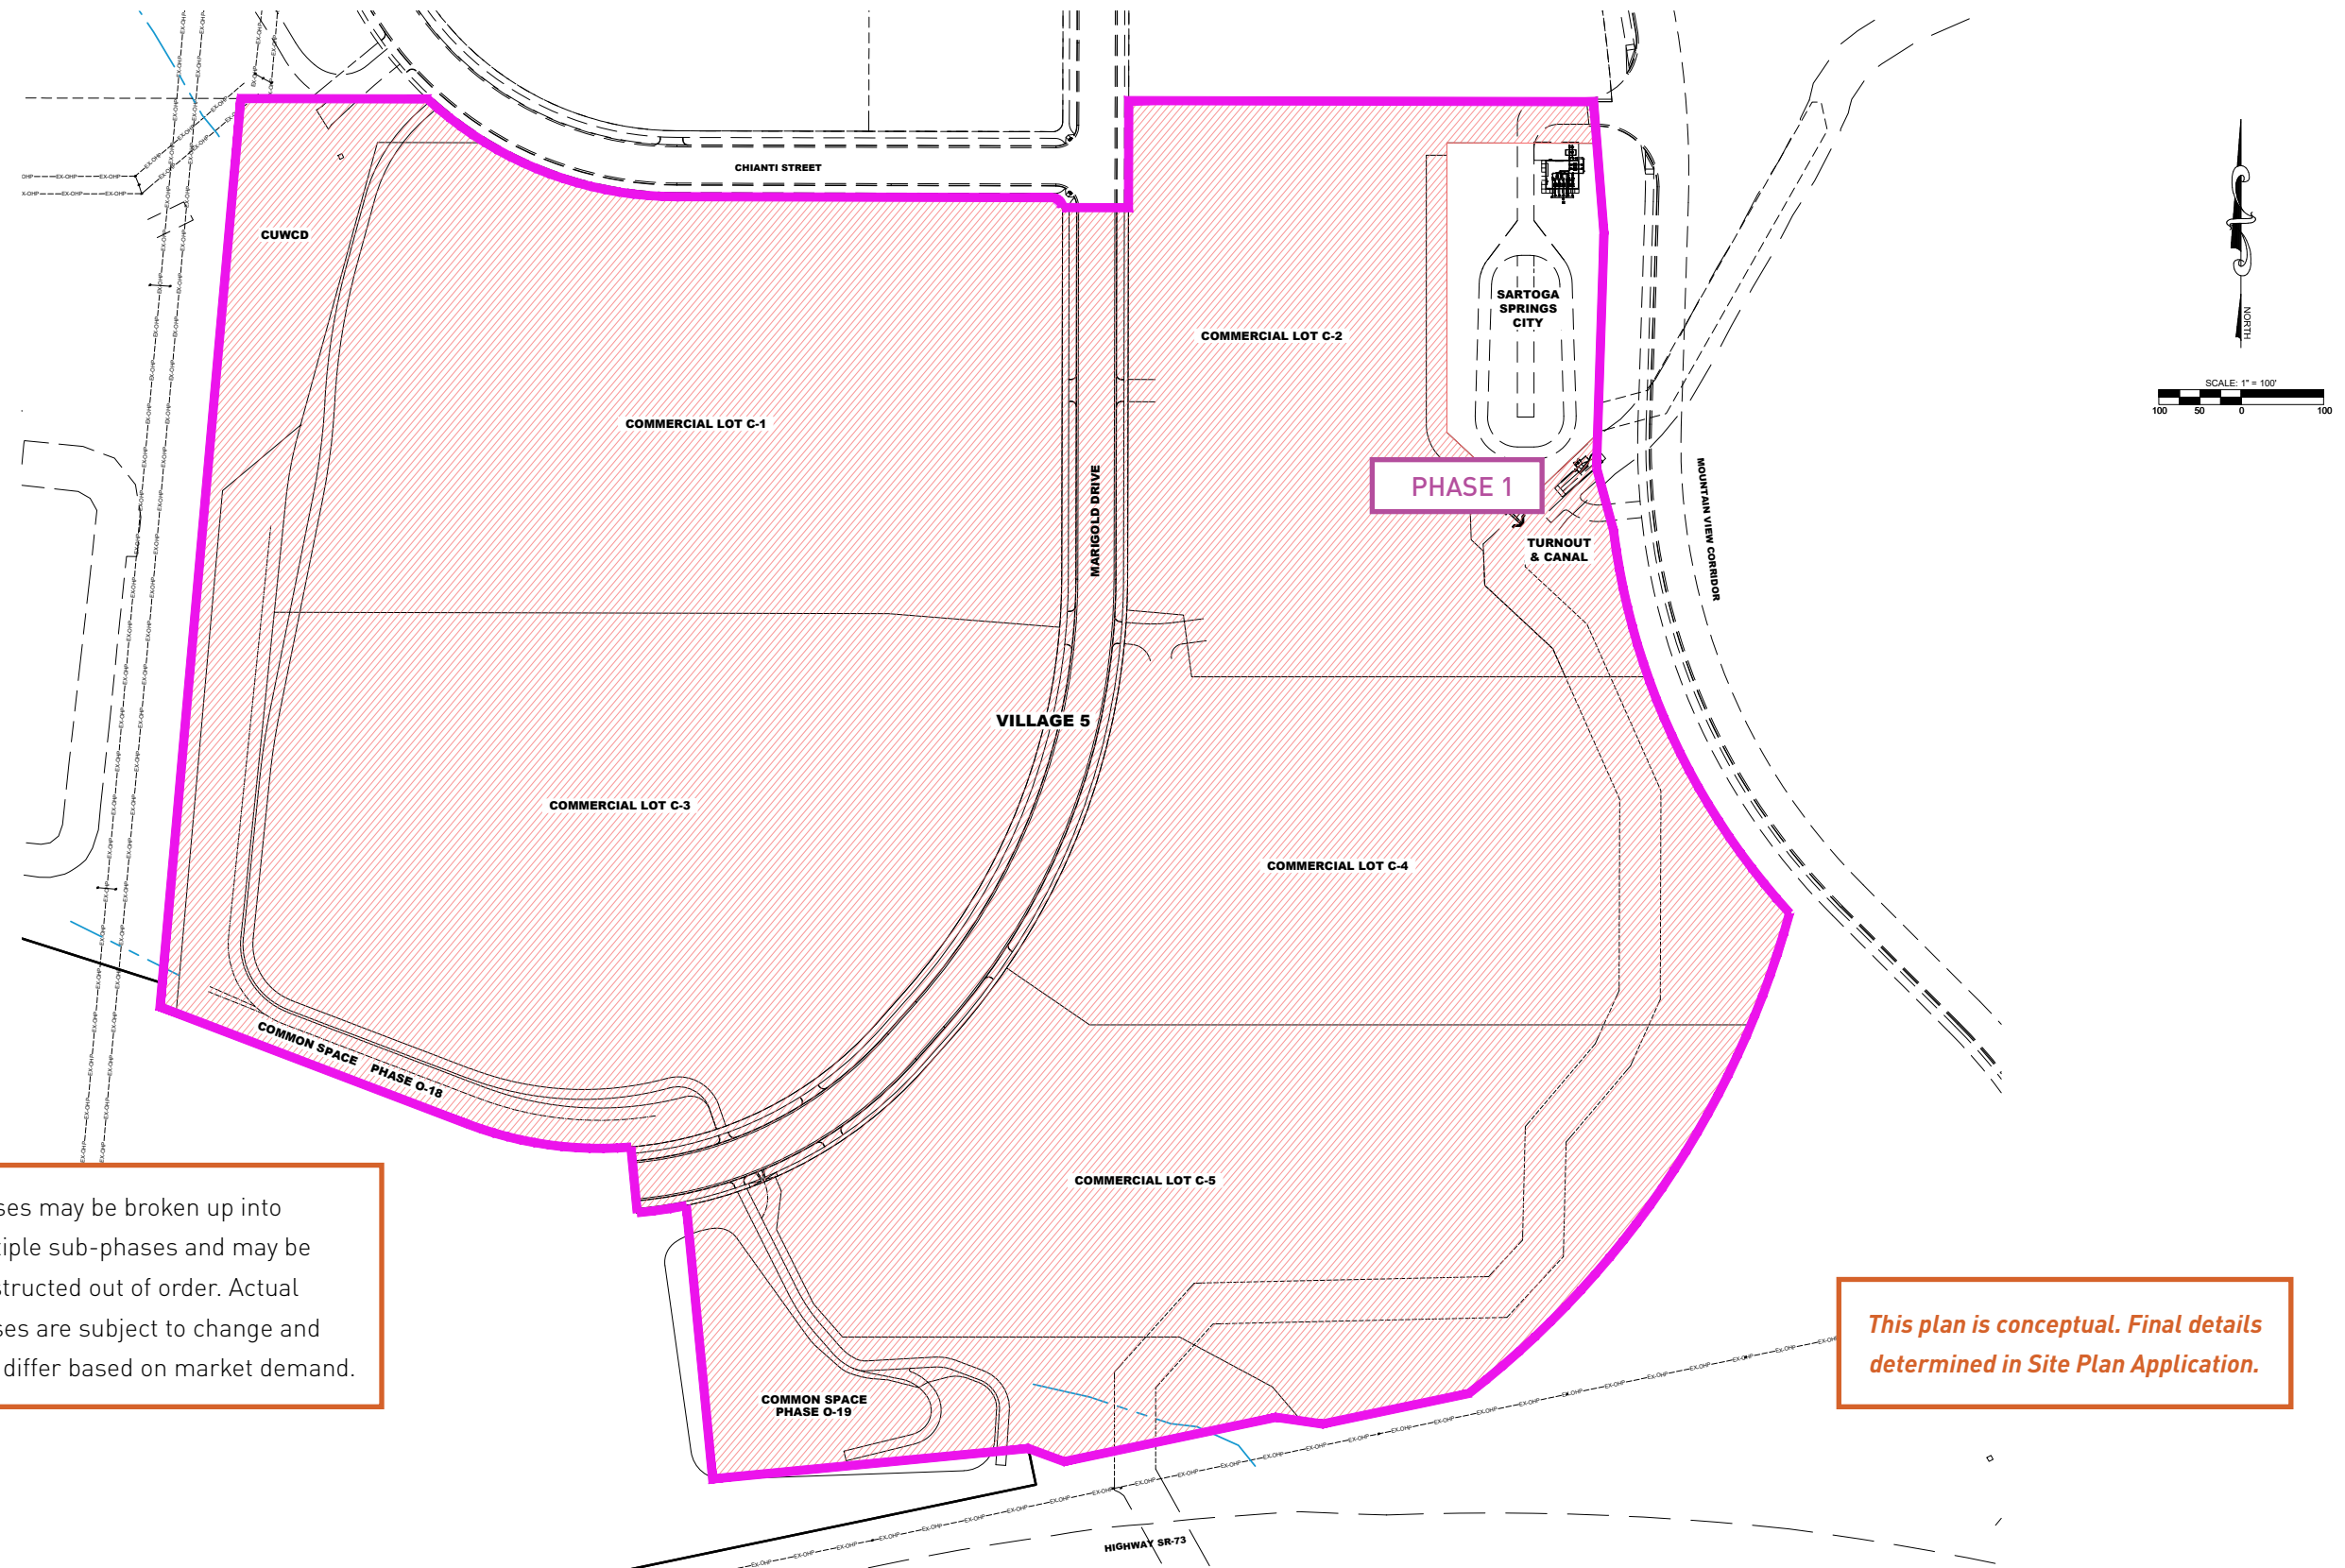 CHIANTI STREET
CUWCD
COMMERCIAL LOT C-1
COMMERCIAL LOT C-2
SARTOGA
SPRINGS
CITY
NORTH
SCALE: 1" = 100'
100 50 0 100
MARIGOLD DRIVE
PHASE 1
MOUNTAIN VIEW CORRIDOR
TURNOUT
& CANAL
VILLAGE 5
COMMERCIAL LOT C-3
COMMERCIAL LOT C-4
COMMON SPACE PHASE O-18
COMMERCIAL LOT C-5
ses may be broken up into
tiple sub-phases and may be
structed out of order. Actual
ses are subject to change and
differ based on market demand.
This plan is conceptual. Final details
determined in Site Plan Application.
COMMON SPACE
PHASE O-19
HIGHWAY SR-73
EX-OHP